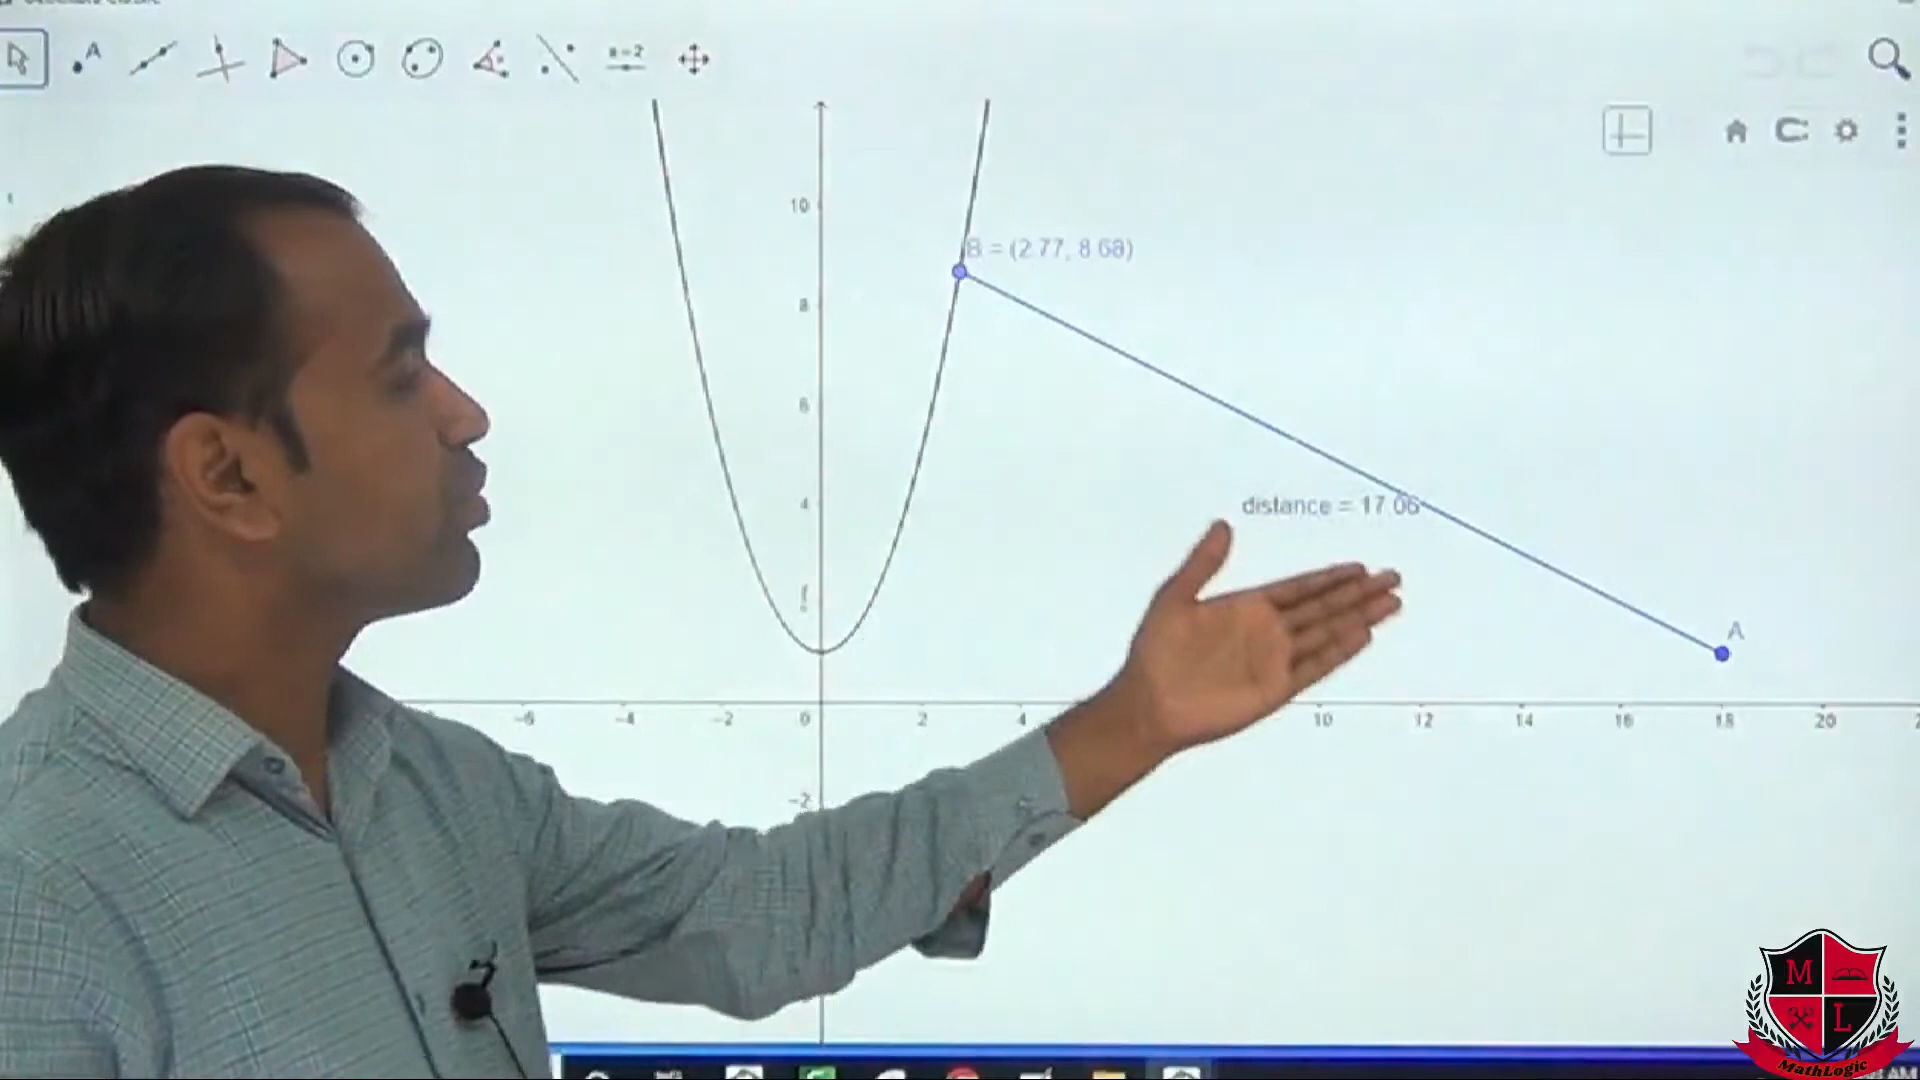 A
a=2
10
B = (2.77, 8.68)
8
6
4
distance = 17.06
A
-6 -4 -2 0 2 4 10 12 14 16 18 20
-2
M
L
MathLogic
AM